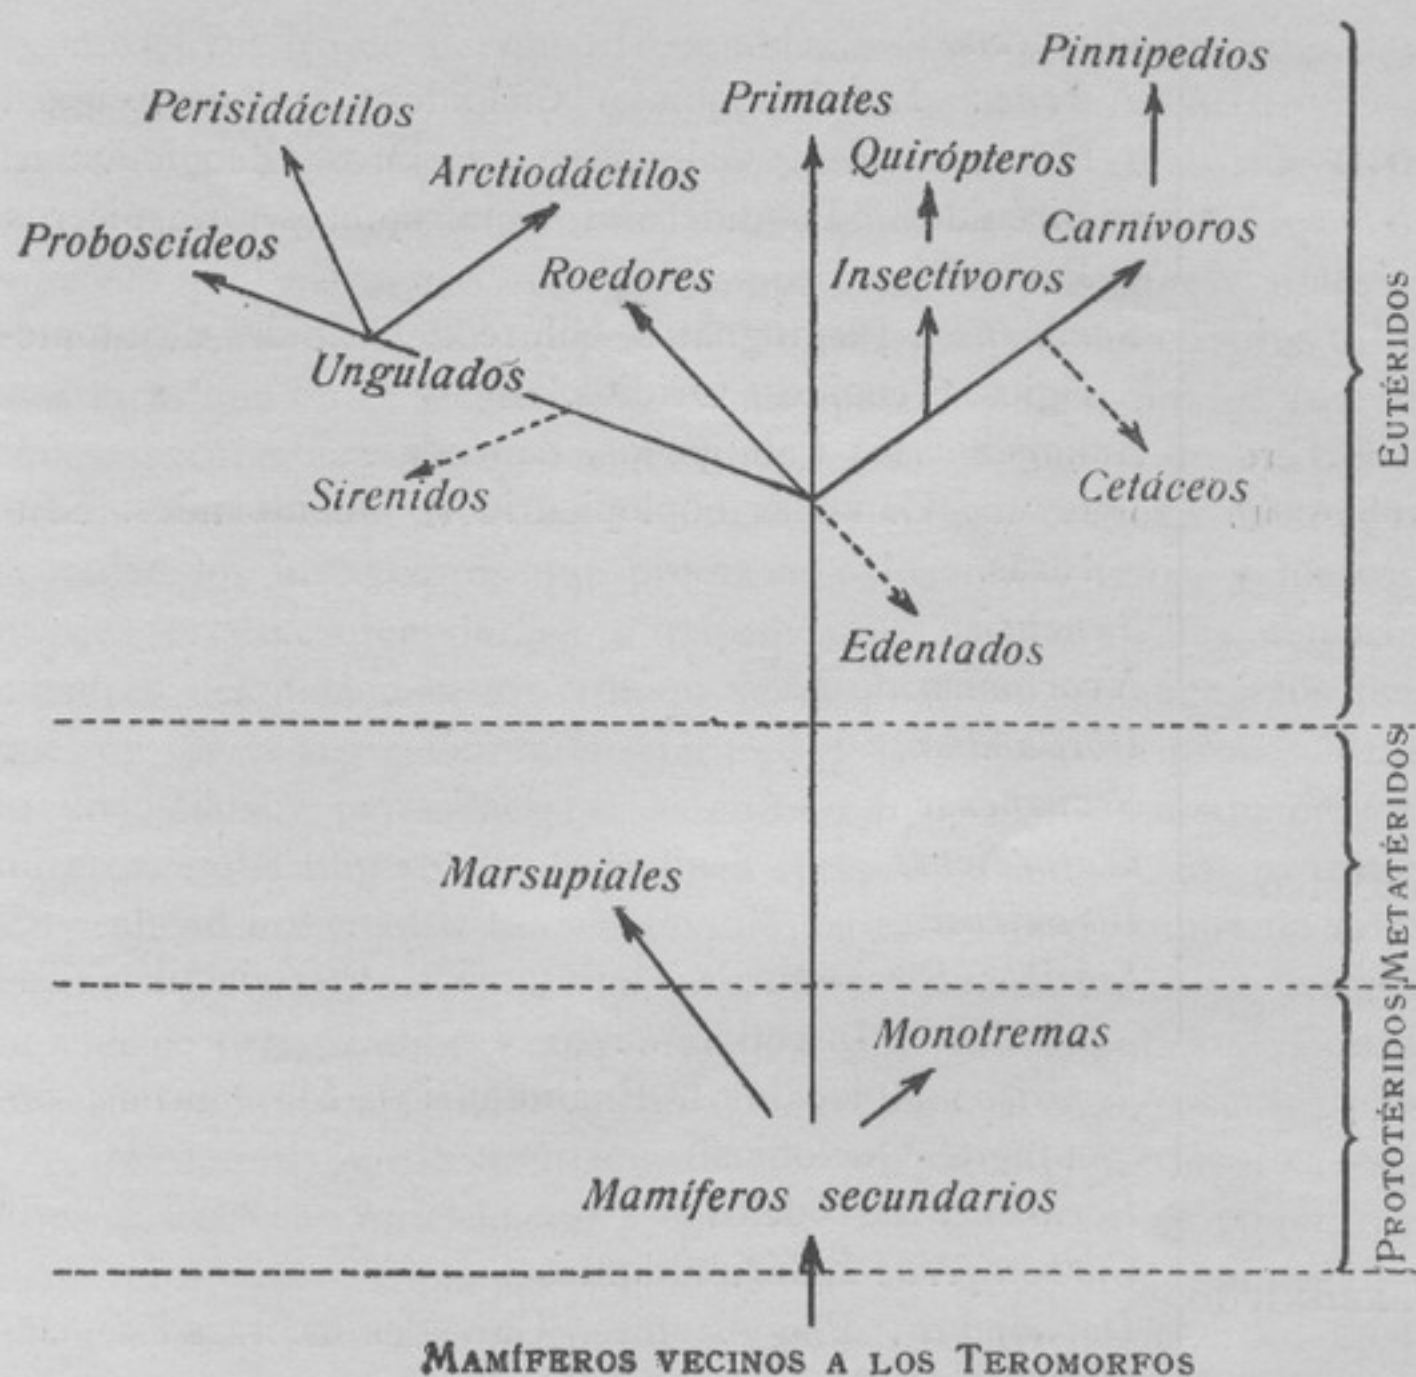 Pinnipedios
Perisidáctilos
Primates
Quirópteros
Arctiodáctilos
Carnívoros
Proboscídeos
Roedores
Insectívoros
Ungulados
Sirenidos
Cetáceos
Edentados
EUTÉRIDOS
Marsupiales
METATÉRIDOS
Monotremas
Mamíferos secundarios
PROTOTÉRIDOS
MAMÍFEROS VECINOS A LOS TEROMORFOS